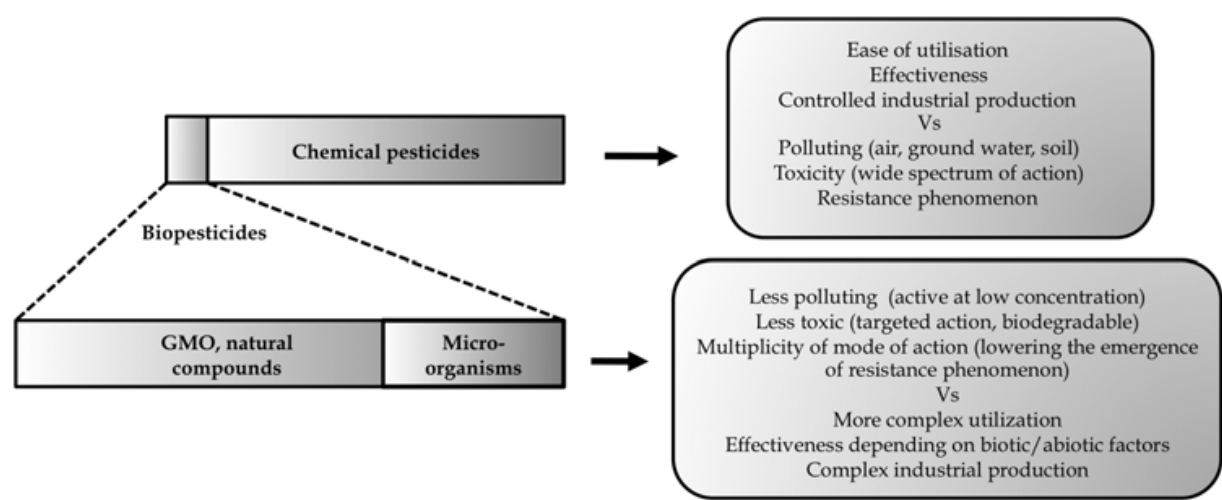 Chemical pesticides
Ease of utilisation
Effectiveness
Controlled industrial production
Vs
Polluting (air, ground water, soil)
Toxicity (wide spectrum of action)
Resistance phenomenon
Biopesticides
GMO, natural
compounds
Micro-
organisms
Less polluting (active at low concentration)
Less toxic (targeted action, biodegradable)
Multiplicity of mode of action (lowering the emergence
of resistance phenomenon)
Vs
More complex utilization
Effectiveness depending on biotic/abiotic factors
Complex industrial production